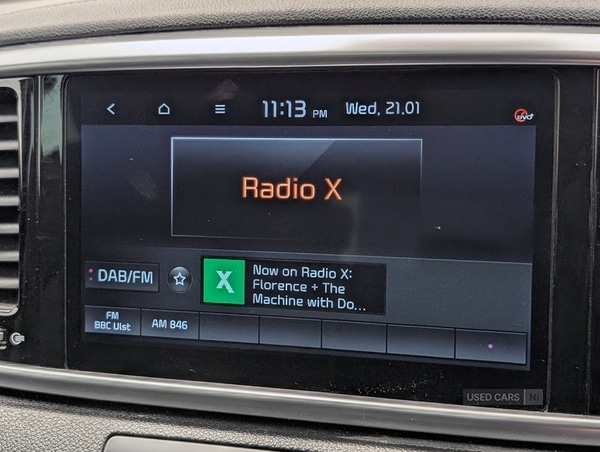 11:13 PM Wed, 21.01
UVO
Radio X
DAB/FM
X
Now on Radio X:
Florence + The
Machine with Do...
FM
BBC Ulst
AM 846
USED CARS NI